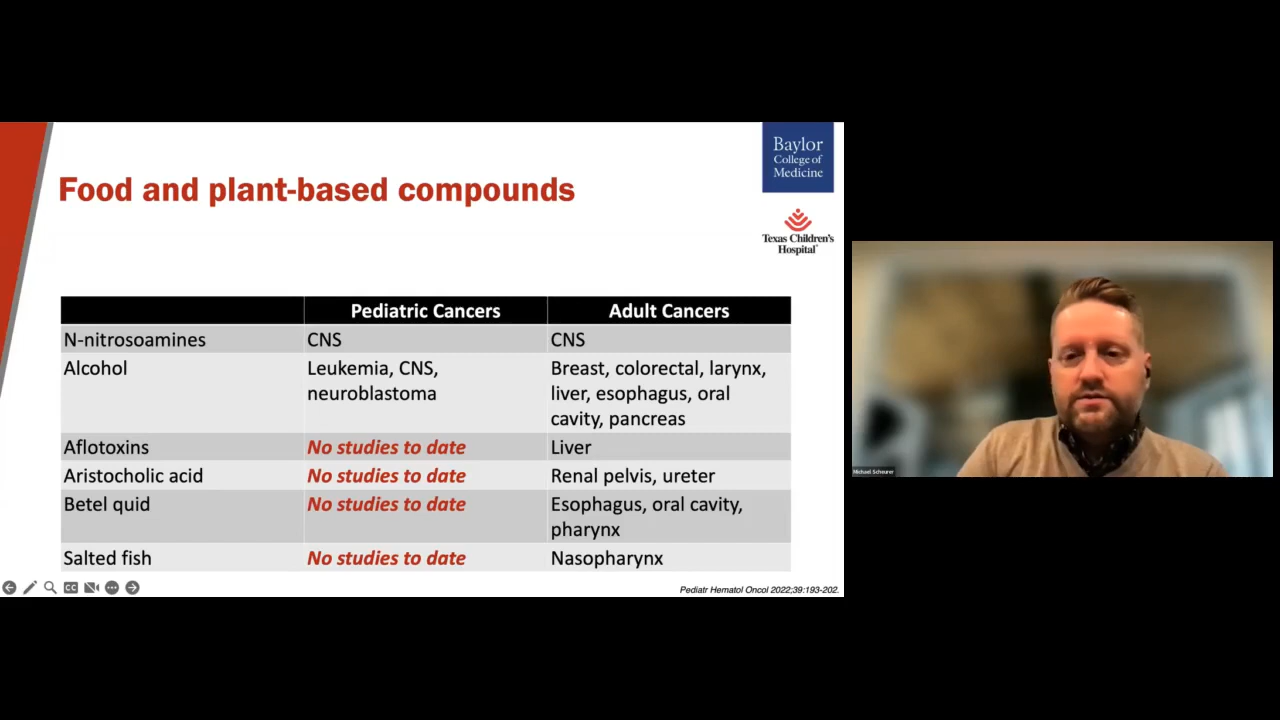 Baylor
College of
Medicine
Food and plant-based compounds
Texas Children's
Hospital
Pediatric Cancers Adult Cancers
N-nitrosoamines CNS CNS
Alcohol Leukemia, CNS, Breast, colorectal, larynx,
neuroblastoma liver, esophagus, oral
cavity, pancreas
Aflotoxins No studies to date Liver
Aristocholic acid No studies to date Renal pelvis, ureter
Betel quid No studies to date Esophagus, oral cavity,
pharynx
Salted fish No studies to date Nasopharynx
CC
Pediatr Hematol Oncol 2022;39:193-202.
Michael Scheurer